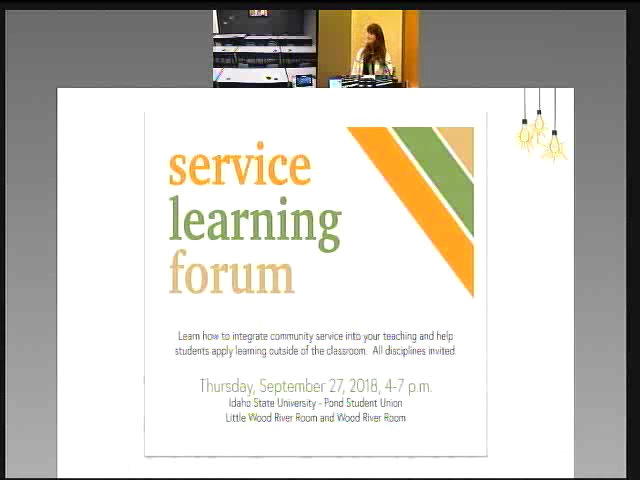 service
learning
forum
Learn how to integrate community service into your teaching and help
students apply learning outside of the classroom. All disciplines invited.
Thursday, September 27, 2018, 4-7 p.m.
Idaho State University - Pond Student Union
Little Wood River Room and Wood River Room